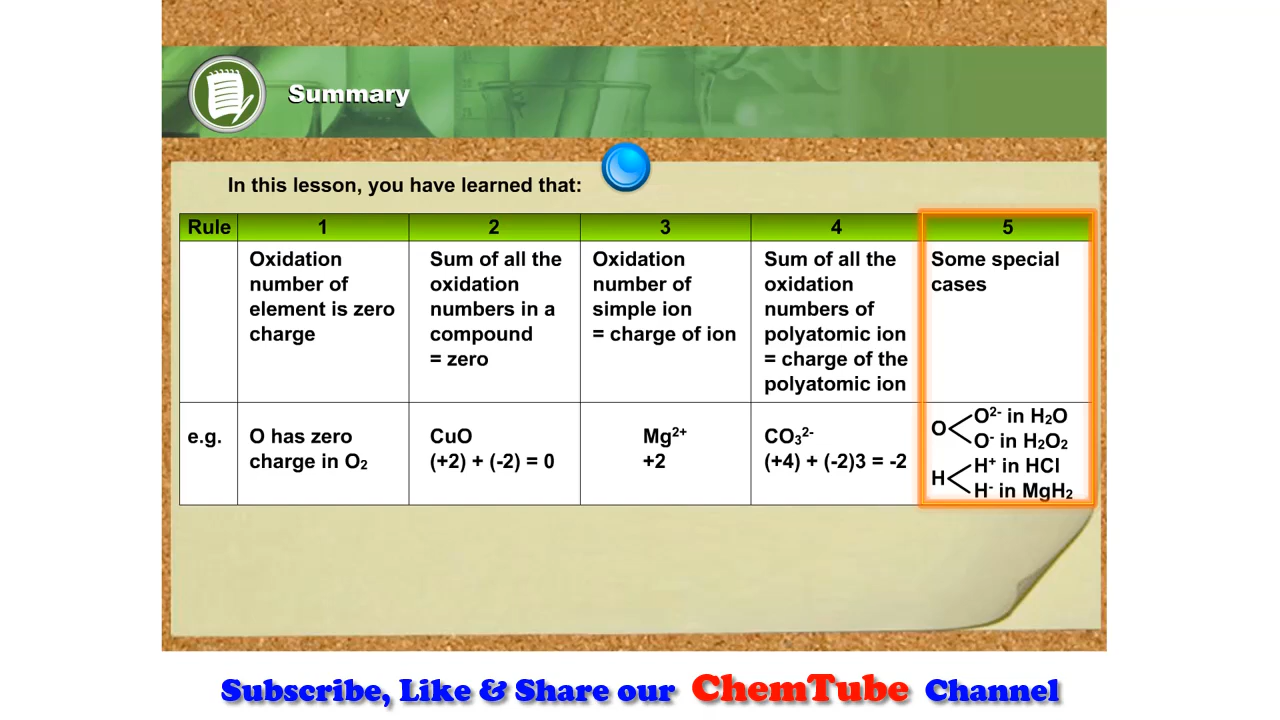 Summary
In this lesson, you have learned that:
Rule 1 2 3 4 5
Oxidation
number of
element is zero
charge
Sum of all the
oxidation
numbers in a
compound
= zero
Oxidation
number of
simple ion
= charge of ion
Sum of all the
oxidation
numbers of
polyatomic ion
= charge of the
polyatomic ion
Some special
cases
e.g.
O has zero
charge in O₂
CuO
(+2) + (-2) = 0
Mg²⁺
+2
CO₃²⁻
(+4) + (-2)3 = -2
O
O²⁻ in H₂O
O⁻ in H₂O₂
H
H⁺ in HCl
H⁻ in MgH₂
Subscribe, Like & Share our ChemTube Channel